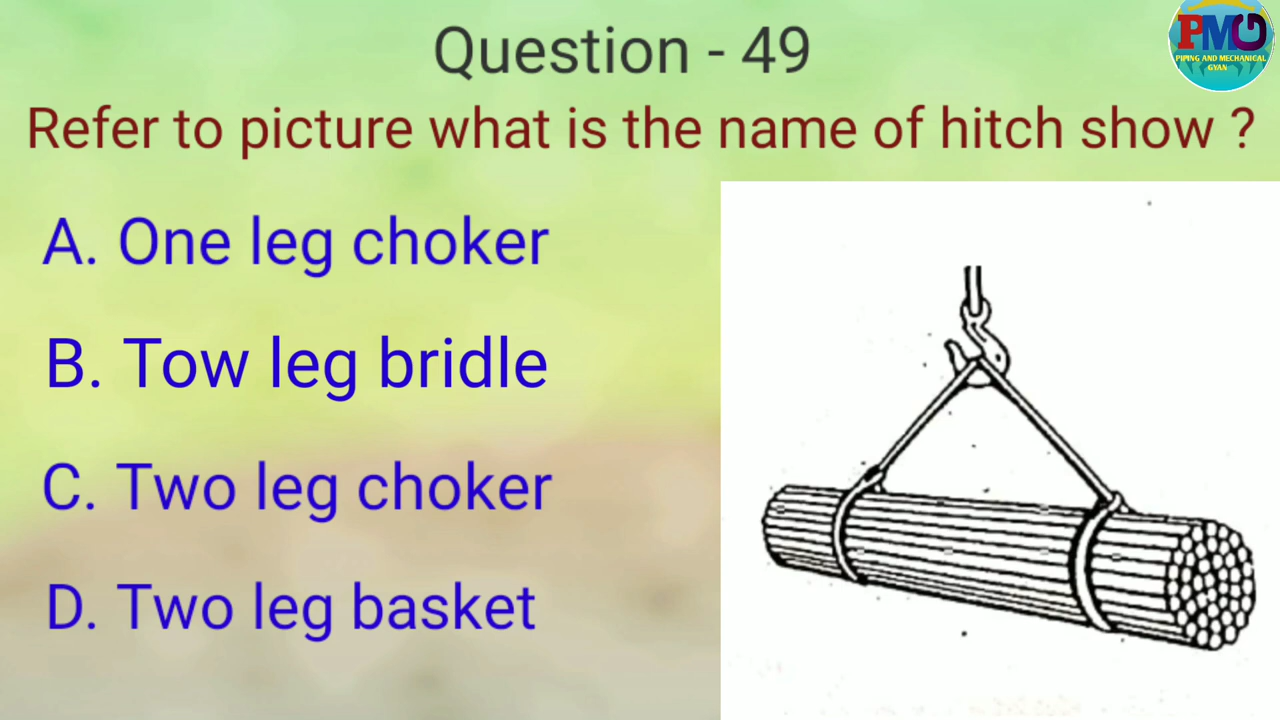 Question - 49
PMG
PIPING AND MECHANICAL
GYAN
Refer to picture what is the name of hitch show ?
A. One leg choker
B. Tow leg bridle
C. Two leg choker
D. Two leg basket